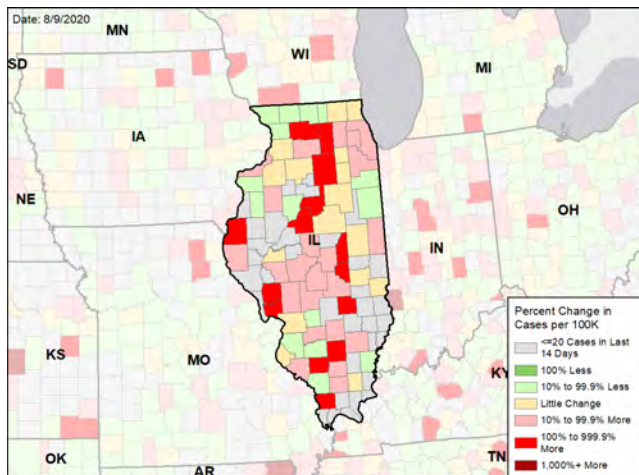 Date: 8/9/2020
MN
WI
SD
MI
IA
NE
OH
IL
IN
MO
KS
KY
OK
AR
TN
Percent Change in
Cases per 100K
<=20 Cases in Last
14 Days
100% Less
10% to 99.9% Less
Little Change
10% to 99.9% More
100% to 999.9%
More
1,000%+ More